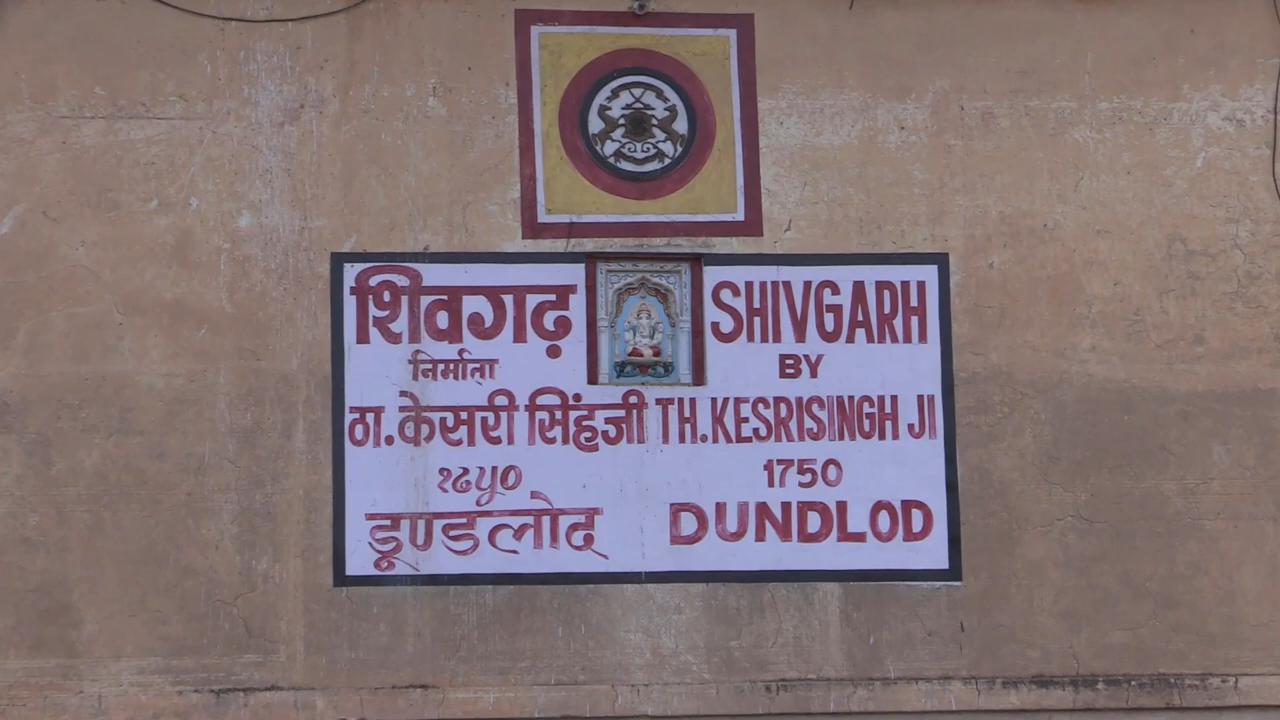 शिवगढ़
निर्माता
ठा.केसरी सिंहजी
१७५०
डूण्डलोद
SHIVGARH
BY
TH.KESRISINGH JI
1750
DUNDLOD